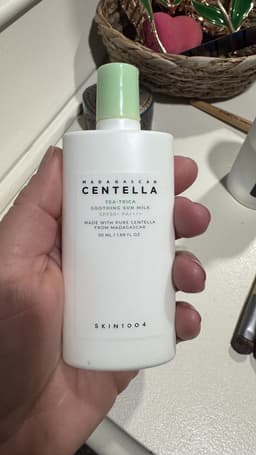 MADAGASCAR
CENTELLA
TEA-TRICA
SOOTHING SUN MILK
SPF50+ PA++++
MADE WITH PURE CENTELLA
FROM MADAGASCAR
50 ML / 1.69 FL OZ
SKIN1004